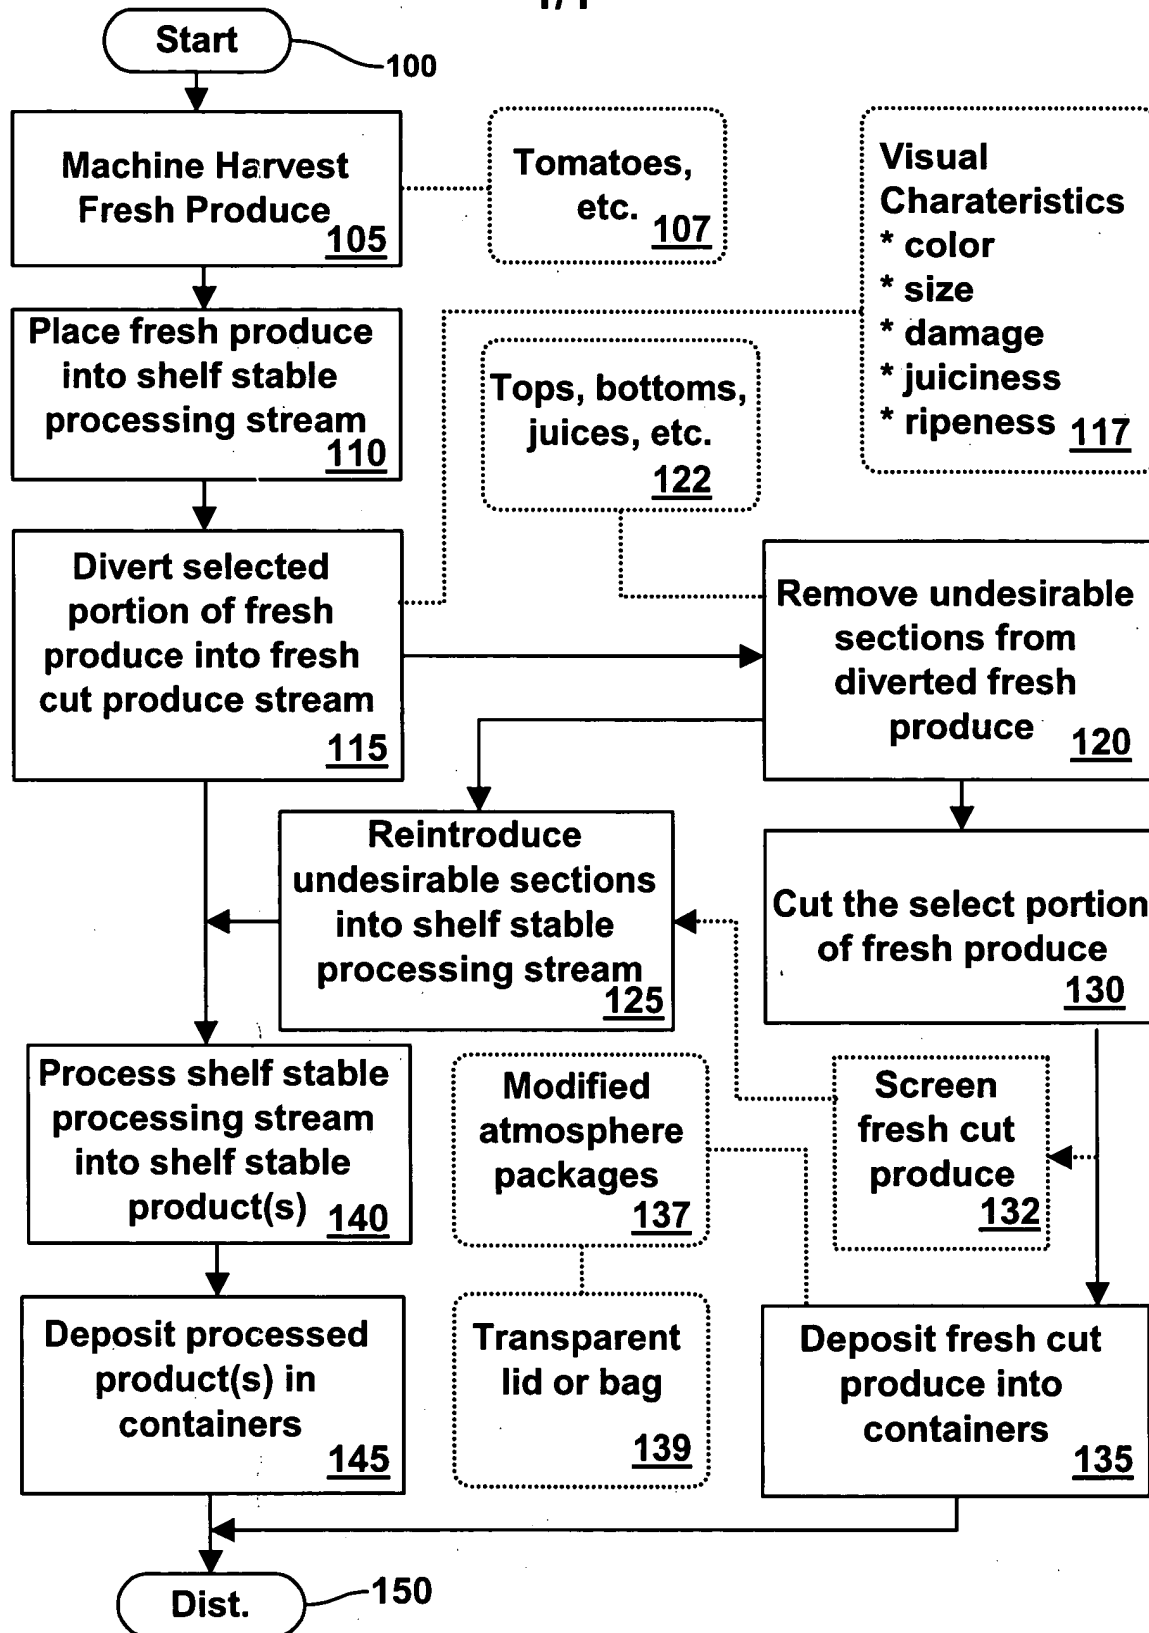 1/1
Start
100
Machine Harvest
Fresh Produce
105
Tomatoes,
etc.
107
Visual
Charateristics
* color
* size
* damage
* juiciness
* ripeness
117
Place fresh produce
into shelf stable
processing stream
110
Tops, bottoms,
juices, etc.
122
Divert selected
portion of fresh
produce into fresh
cut produce stream
115
Remove undesirable
sections from
diverted fresh
produce
120
Reintroduce
undesirable sections
into shelf stable
processing stream
125
Cut the select portion
of fresh produce
130
Process shelf stable
processing stream
into shelf stable
product(s)
140
Modified
atmosphere
packages
137
Screen
fresh cut
produce
132
Deposit processed
product(s) in
containers
145
Transparent
lid or bag
139
Deposit fresh cut
produce into
containers
135
Dist.
150